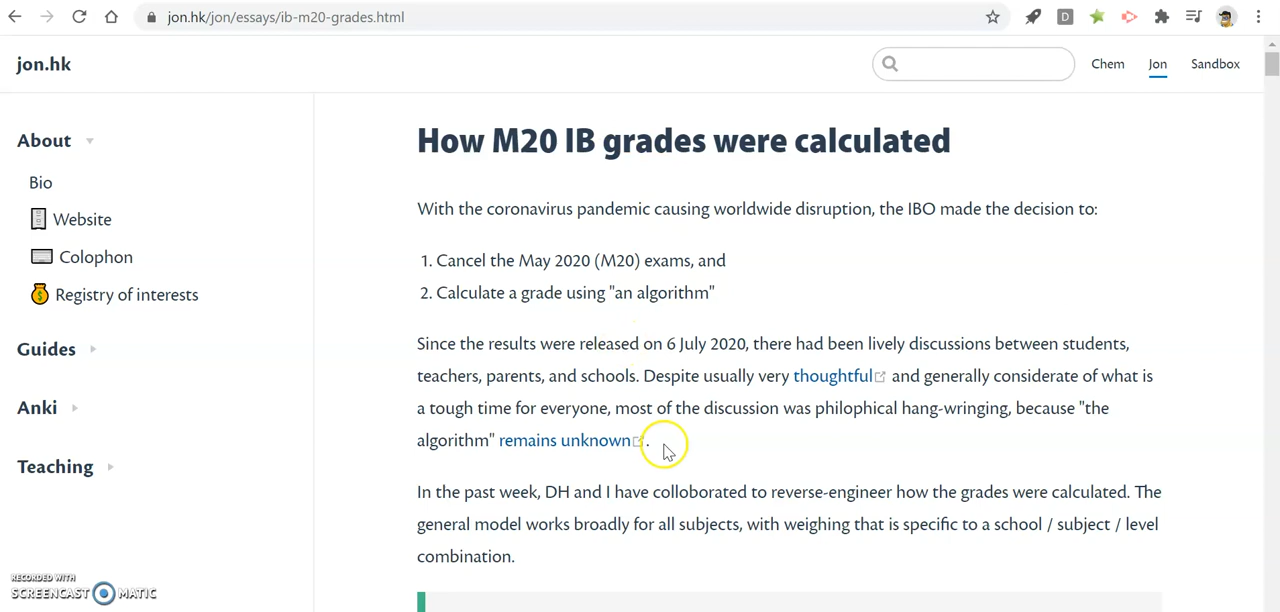 jon.hk/jon/essays/ib-m20-grades.html
D
jon.hk
Chem
Jon
Sandbox
About
Bio
Website
Colophon
Registry of interests
Guides
Anki
Teaching
How M20 IB grades were calculated
With the coronavirus pandemic causing worldwide disruption, the IBO made the decision to:
1. Cancel the May 2020 (M20) exams, and
2. Calculate a grade using "an algorithm"
Since the results were released on 6 July 2020, there had been lively discussions between students,
teachers, parents, and schools. Despite usually very thoughtful and generally considerate of what is
a tough time for everyone, most of the discussion was philophical hang-wringing, because "the
algorithm" remains unknown .
In the past week, DH and I have colloborated to reverse-engineer how the grades were calculated. The
general model works broadly for all subjects, with weighing that is specific to a school / subject / level
combination.
RECORDED WITH
SCREENCAST MATIC